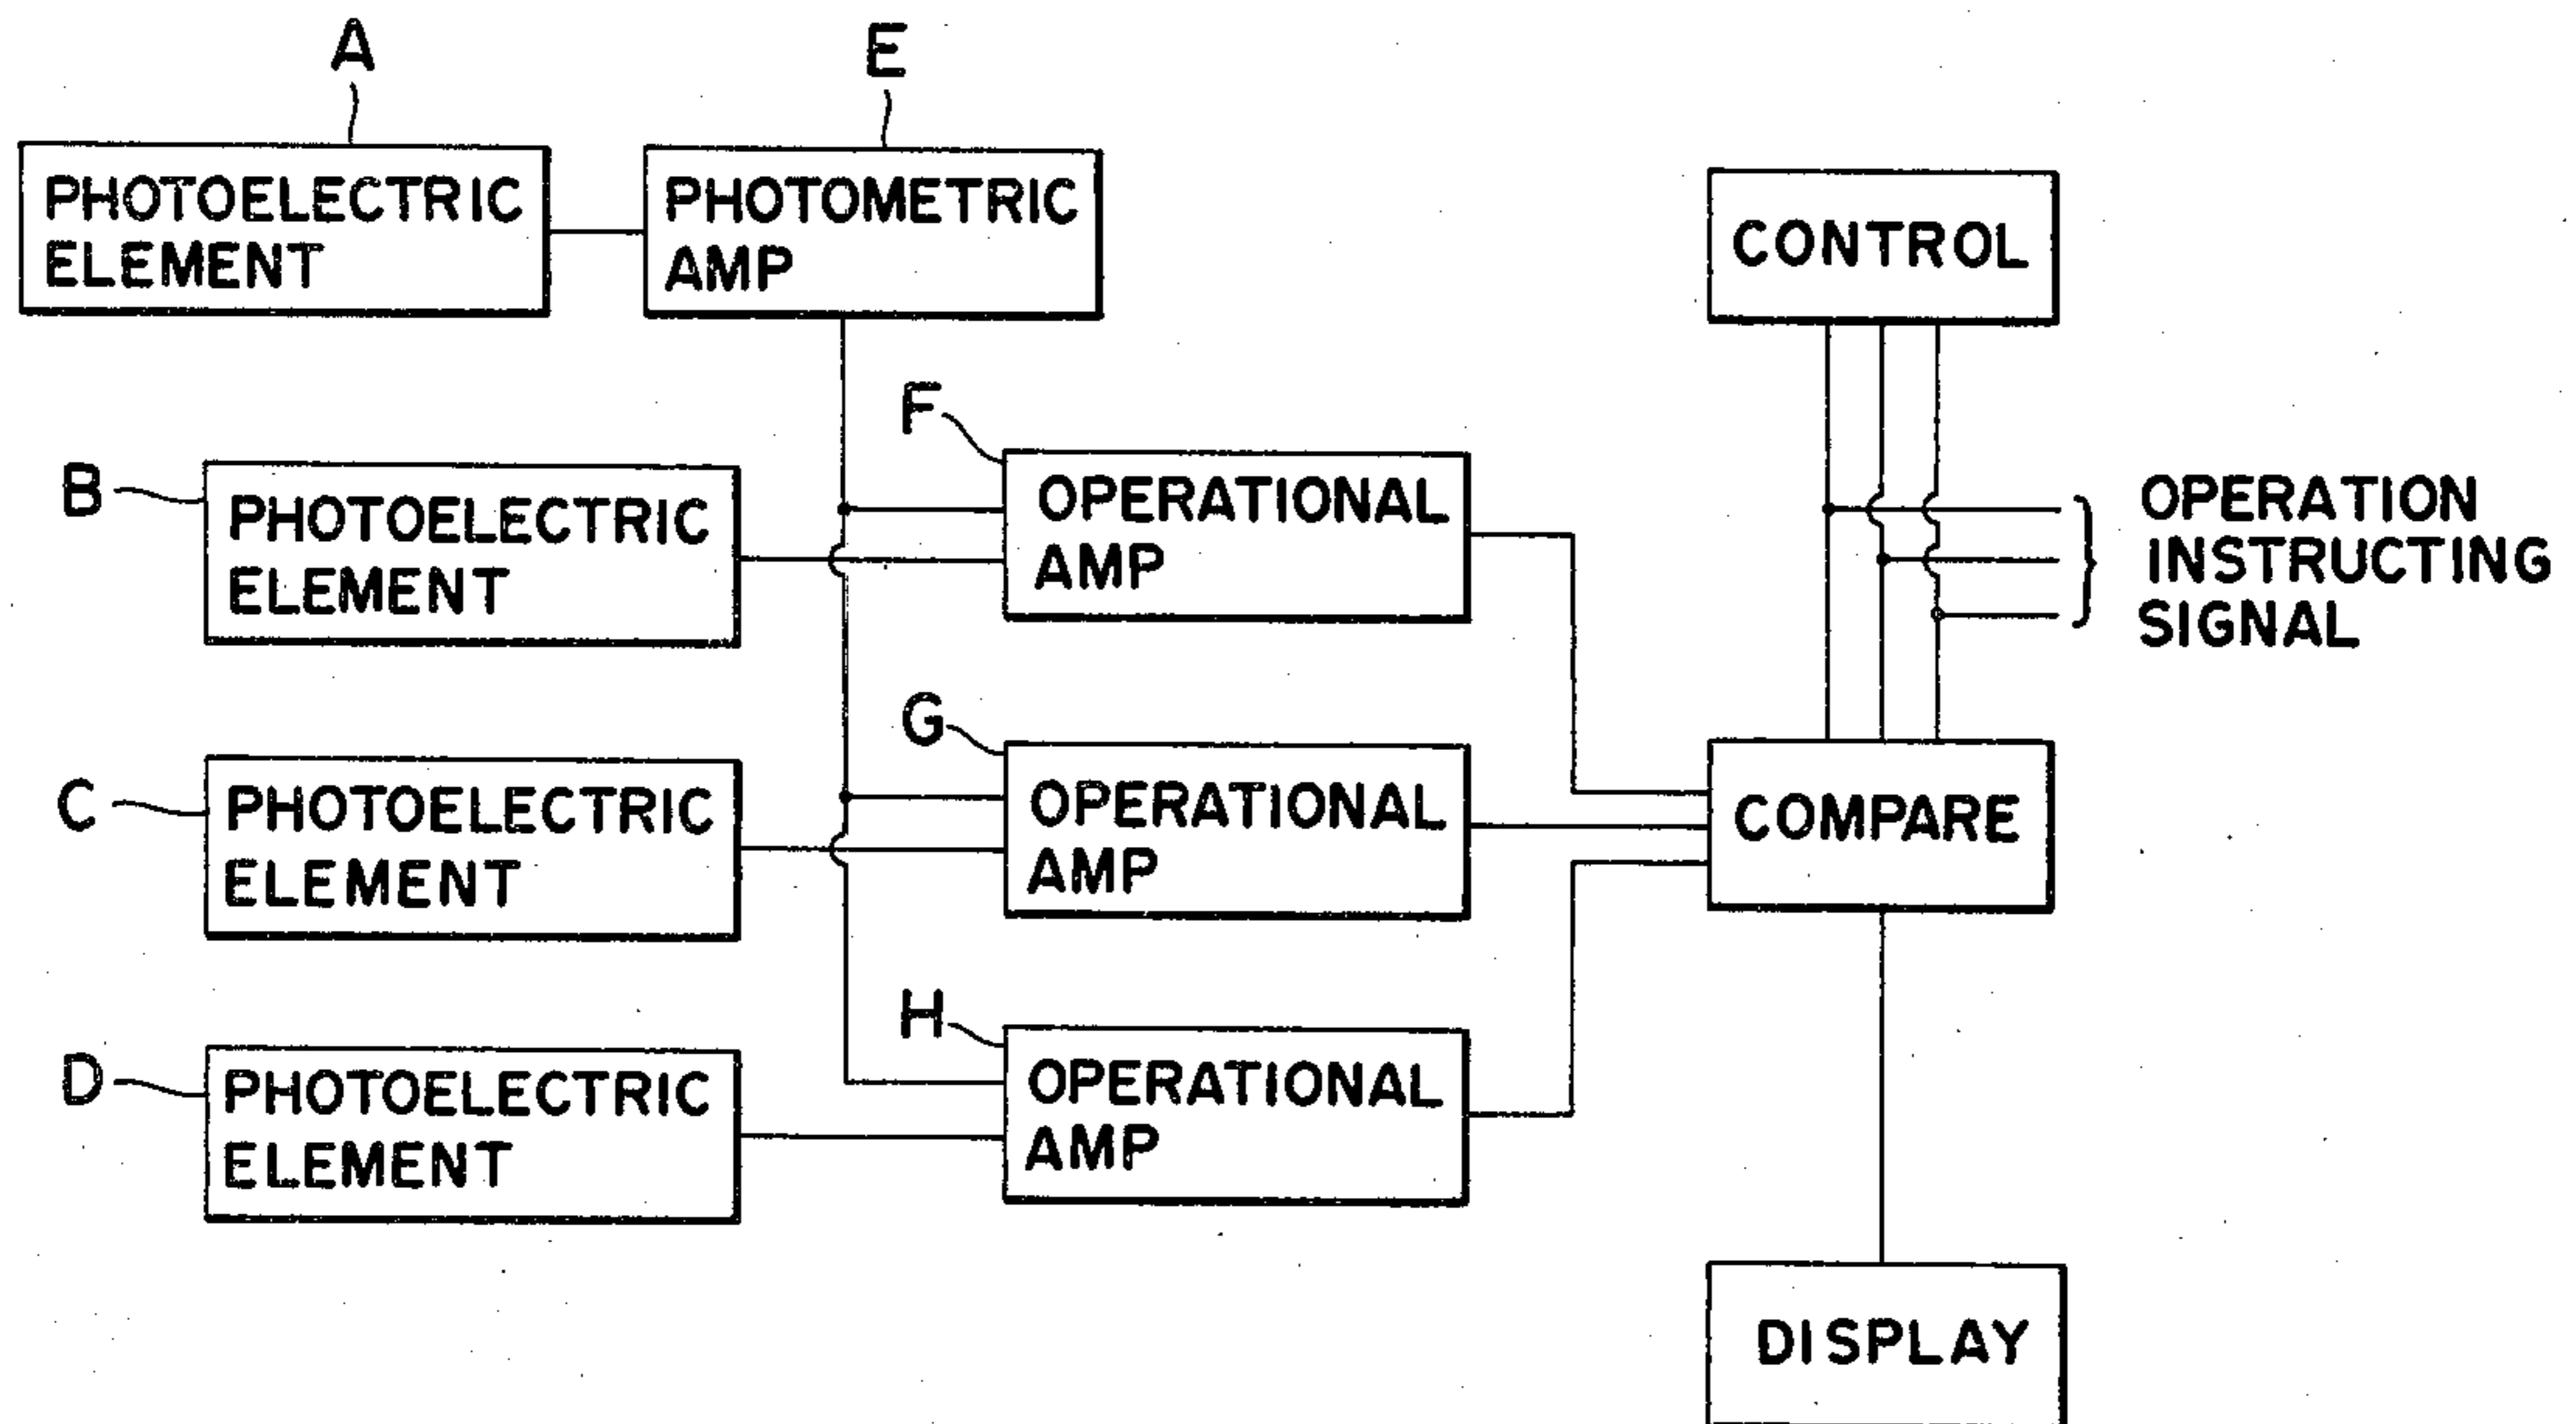 A
E
PHOTOELECTRIC
ELEMENT
PHOTOMETRIC
AMP
CONTROL
F
B
PHOTOELECTRIC
ELEMENT
OPERATIONAL
AMP
OPERATION
INSTRUCTING
SIGNAL
G
C
PHOTOELECTRIC
ELEMENT
OPERATIONAL
AMP
COMPARE
H
D
PHOTOELECTRIC
ELEMENT
OPERATIONAL
AMP
DISPLAY